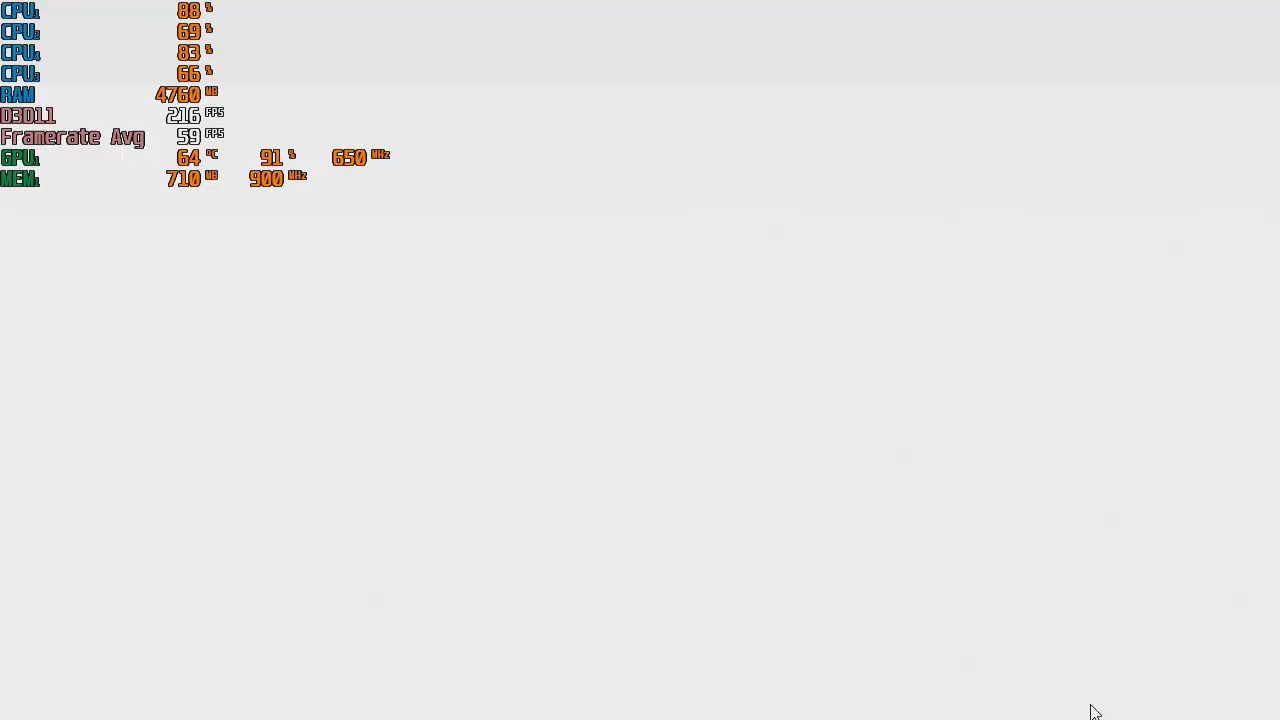 CPU1 88 %
CPU2 69 %
CPU4 83 %
CPU3 66 %
RAM 4760 MB
D3D11 216 FPS
Framerate Avg 59 FPS
GPU1 64 °C 91 % 650 MHz
MEM1 710 MB 900 MHz